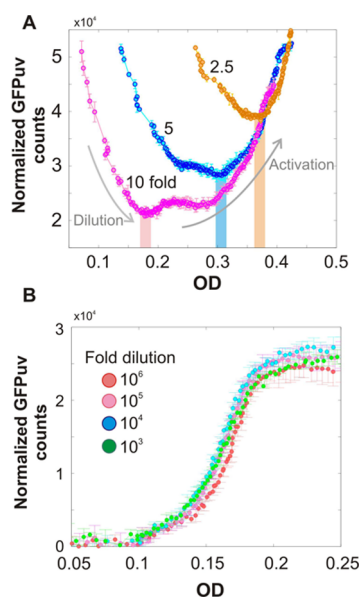 A
x10⁴
Normalized GFPuv
counts
5
4
3
2
2.5
5
10 fold
Dilution
Activation
0.1 0.2 0.3 0.4 0.5
OD
B
x10⁴
Normalized GFPuv
counts
3
2
1
0
Fold dilution
10⁶
10⁵
10⁴
10³
0.05 0.10 0.15 0.20 0.25
OD